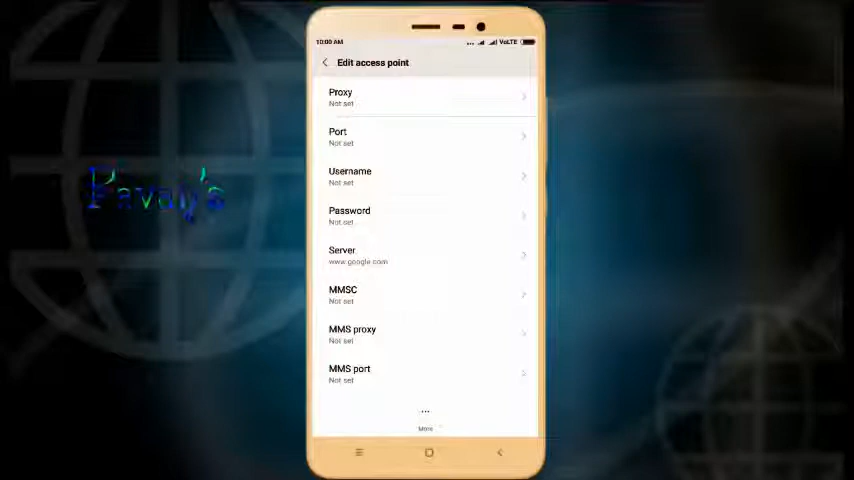 10:00 AM
... VoLTE
Edit access point
Proxy
Not set
Port
Not set
Username
Not set
Password
Not set
Server
www.google.com
MMSC
Not set
MMS proxy
Not set
MMS port
Not set
...
More